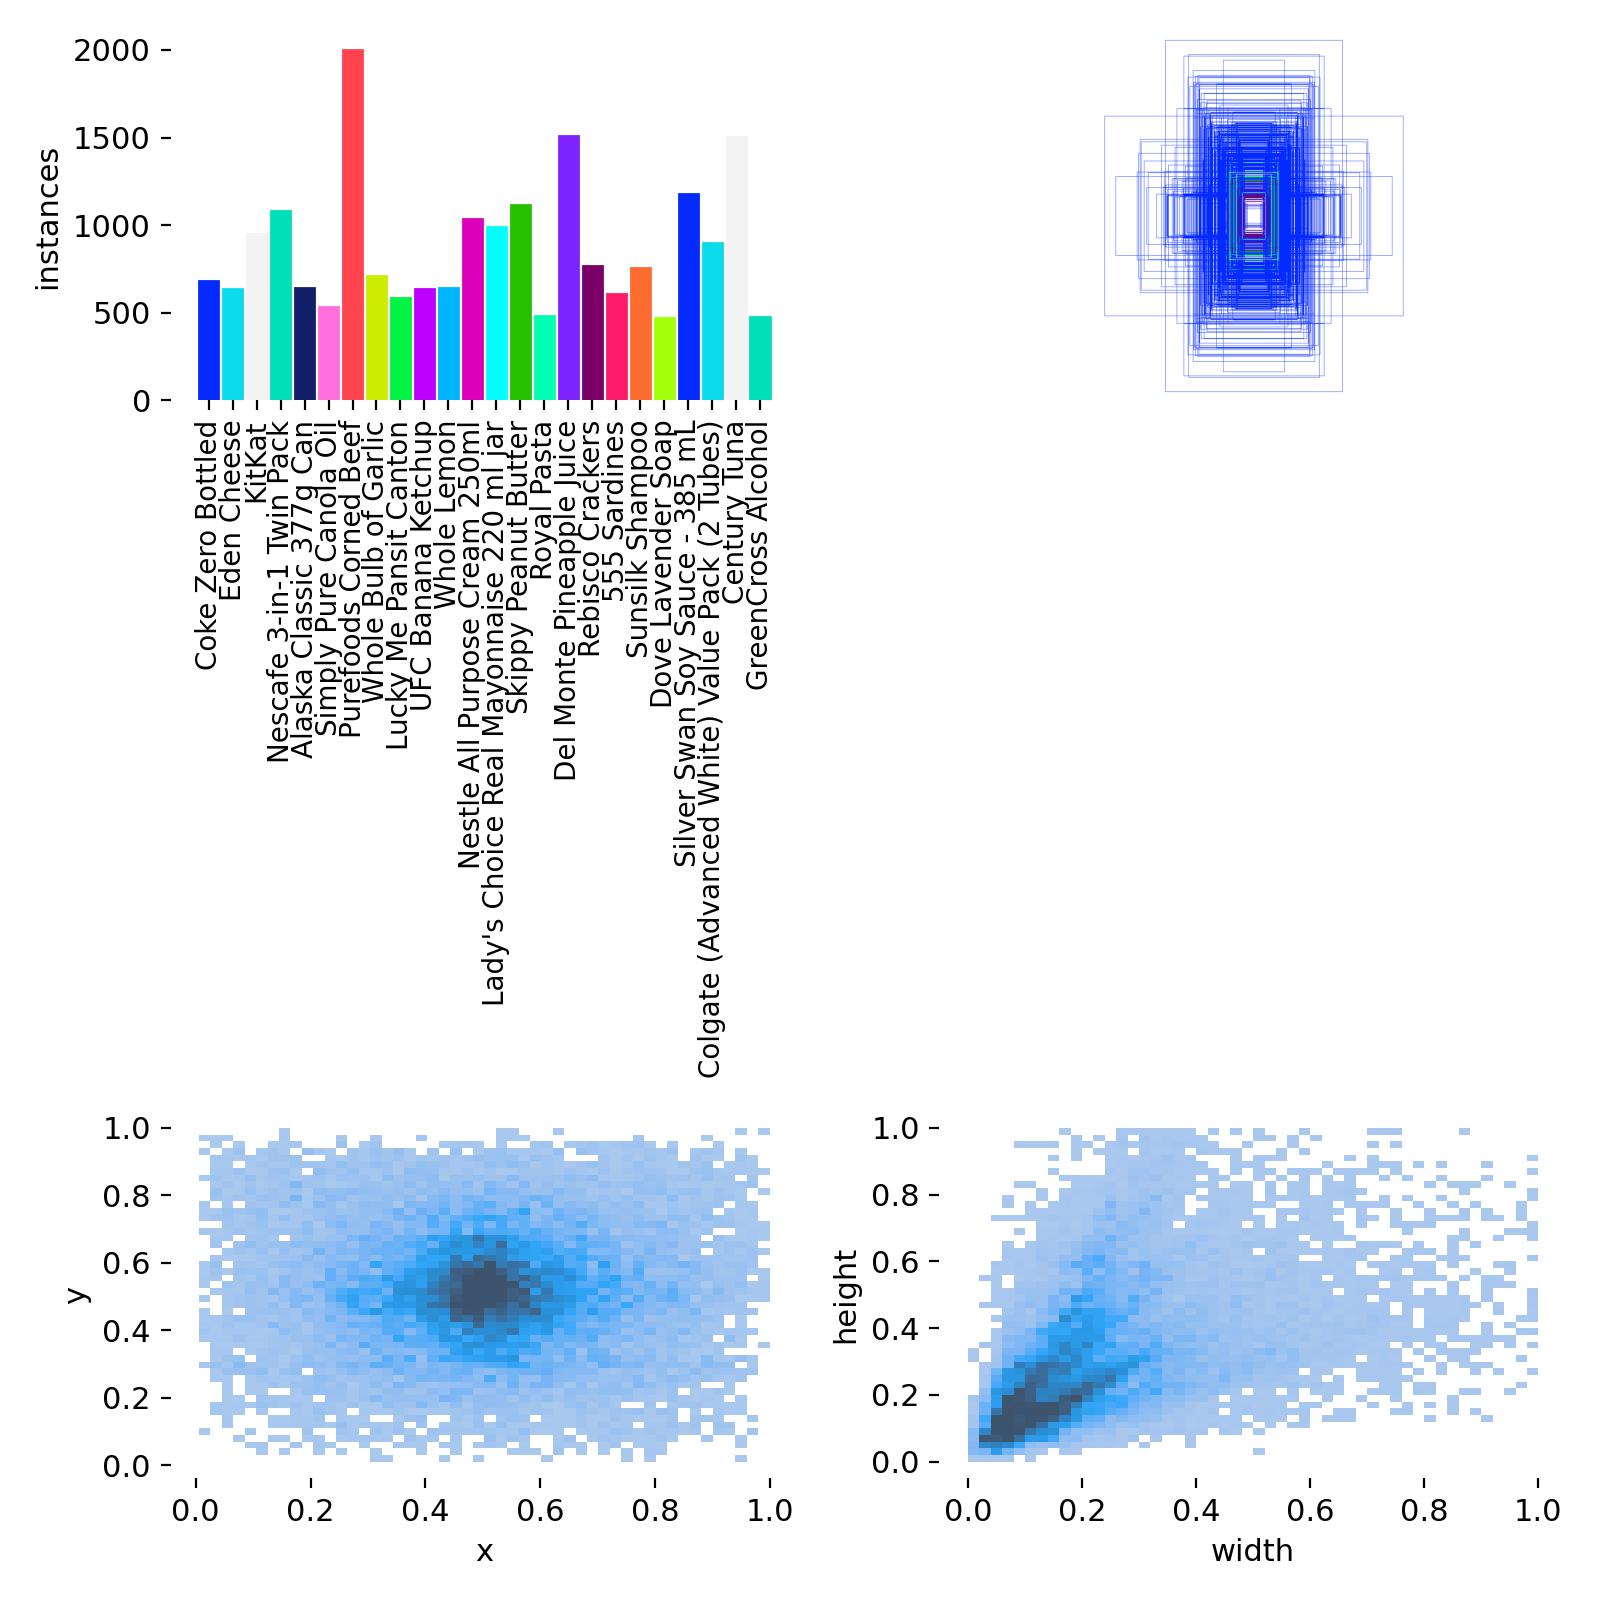 2000
1500
1000
500
0
instances
Coke Zero Bottled
Eden Cheese
KitKat
Nescafe 3-in-1 Twin Pack
Alaska Classic 377g Can
Simply Pure Canola Oil
Purefoods Corned Beef
Whole Bulb of Garlic
Lucky Me Pansit Canton
UFC Banana Ketchup
Whole Lemon
Nestle All Purpose Cream 250ml
Lady's Choice Real Mayonnaise 220 ml jar
Skippy Peanut Butter
Royal Pasta
Del Monte Pineapple Juice
Rebisco Crackers
555 Sardines
Sunsilk Shampoo
Dove Lavender Soap
Silver Swan Soy Sauce - 385 mL
Colgate (Advanced White) Value Pack (2 Tubes)
Century Tuna
GreenCross Alcohol
1.0
0.8
0.6
0.4
0.2
0.0
y
0.0 0.2 0.4 0.6 0.8 1.0
x
1.0
0.8
0.6
0.4
0.2
0.0
height
0.0 0.2 0.4 0.6 0.8 1.0
width